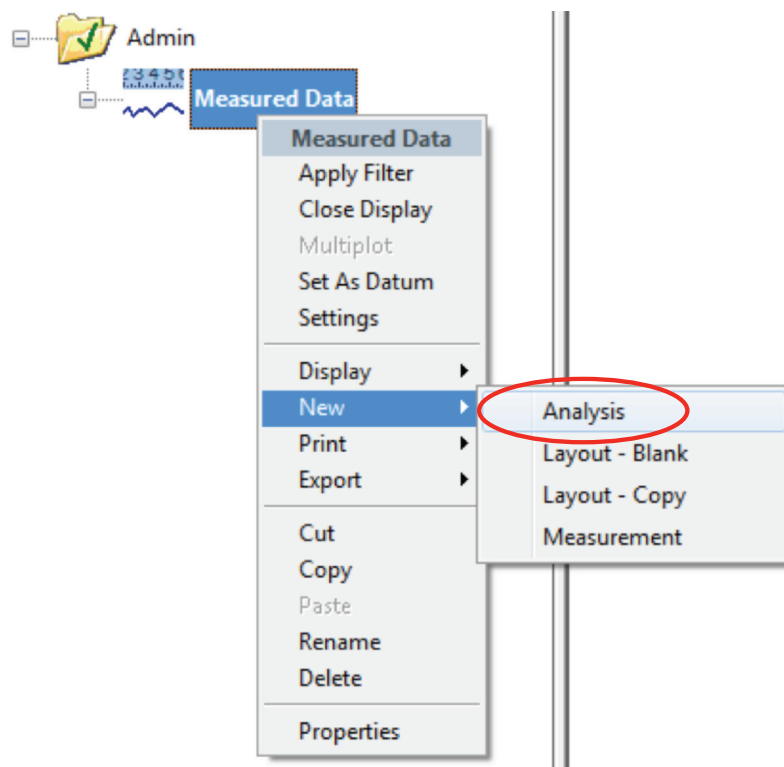 Admin
23456
Measured Data
Measured Data
Apply Filter
Close Display
Multiplot
Set As Datum
Settings
Display
New
Print
Export
Cut
Copy
Paste
Rename
Delete
Properties
Analysis
Layout - Blank
Layout - Copy
Measurement